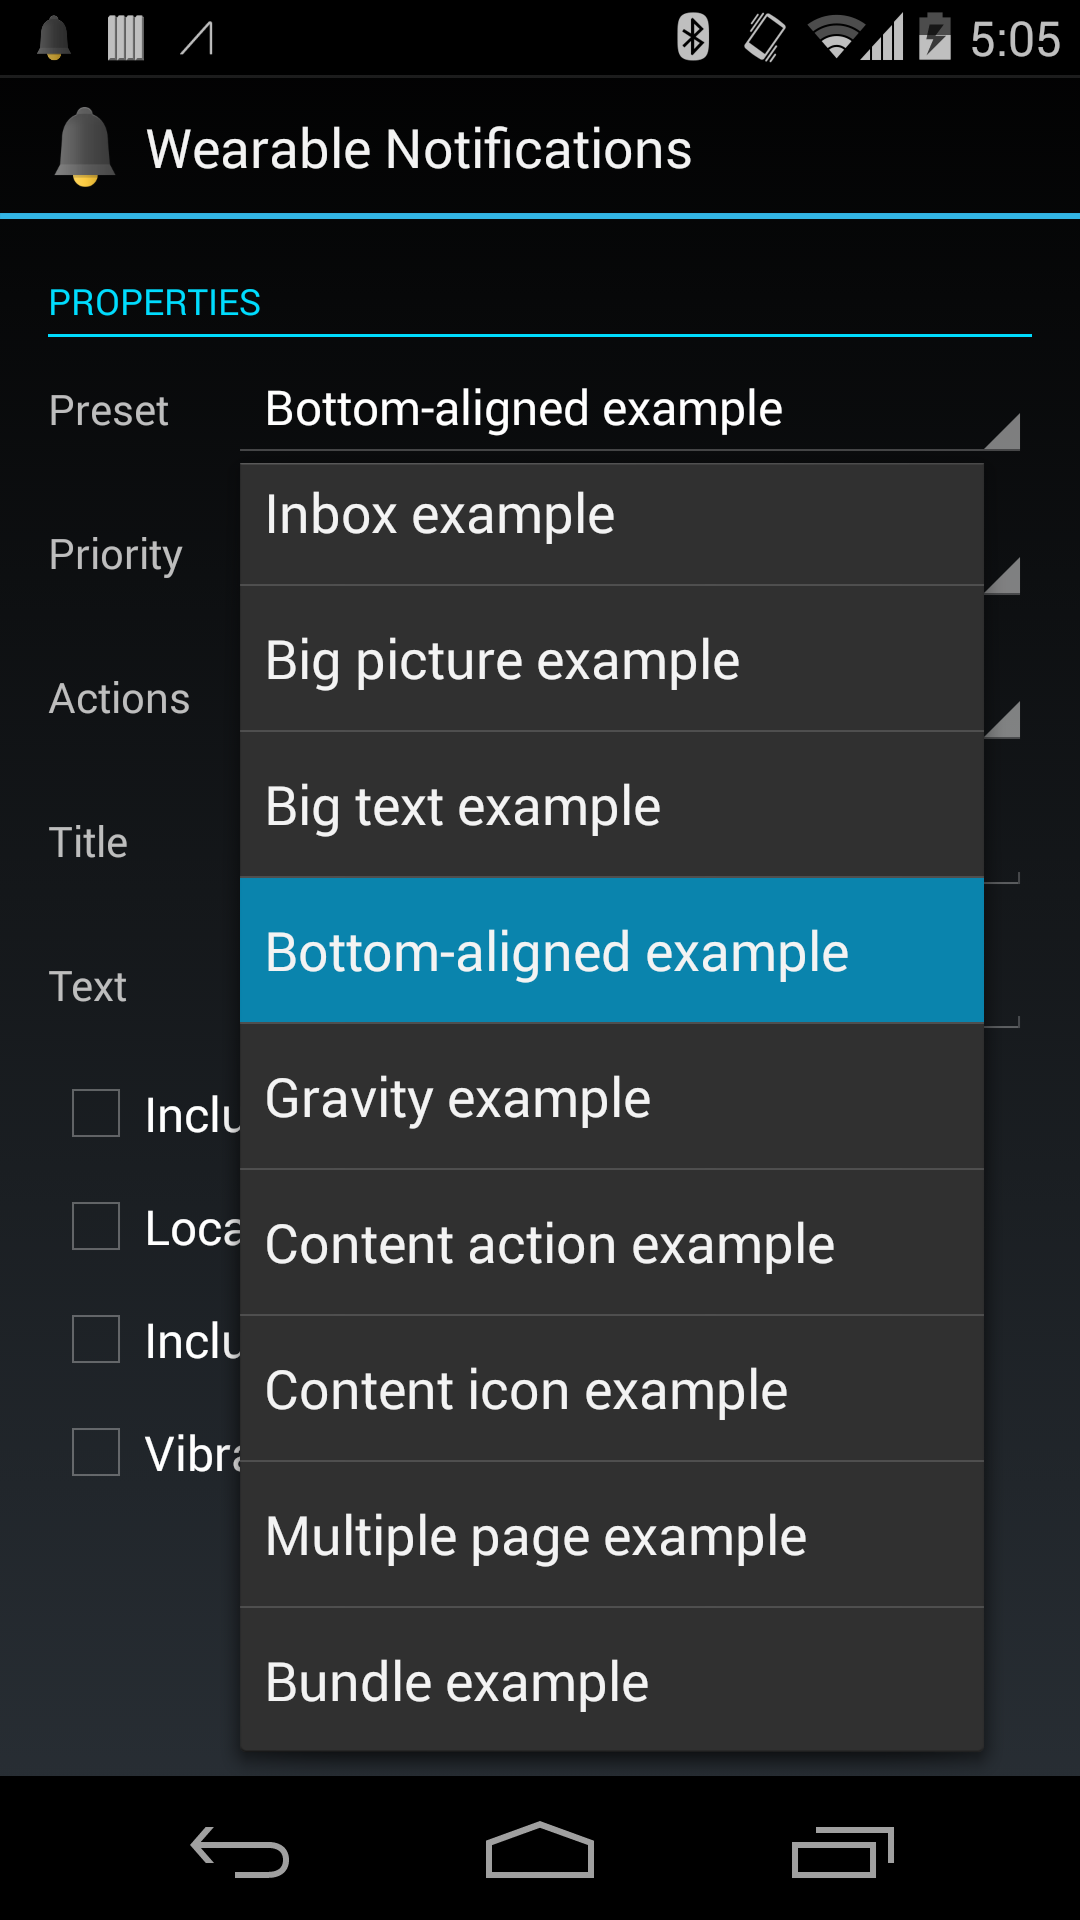 5:05
Wearable Notifications
PROPERTIES
Preset Bottom-aligned example
Inbox example
Priority
Big picture example
Actions
Big text example
Title
Bottom-aligned example
Text
Gravity example
Inclu
Loca
Content action example
Inclu
Content icon example
Vibra
Multiple page example
Bundle example